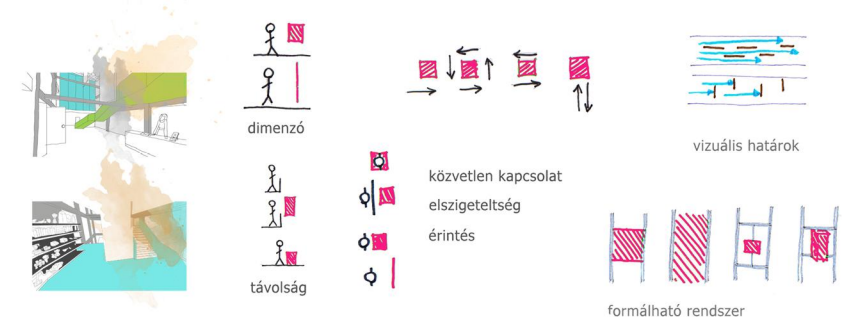 dimenzó
vizuális határok
közvetlen kapcsolat
elszigeteltség
érintés
távolság
formálható rendszer